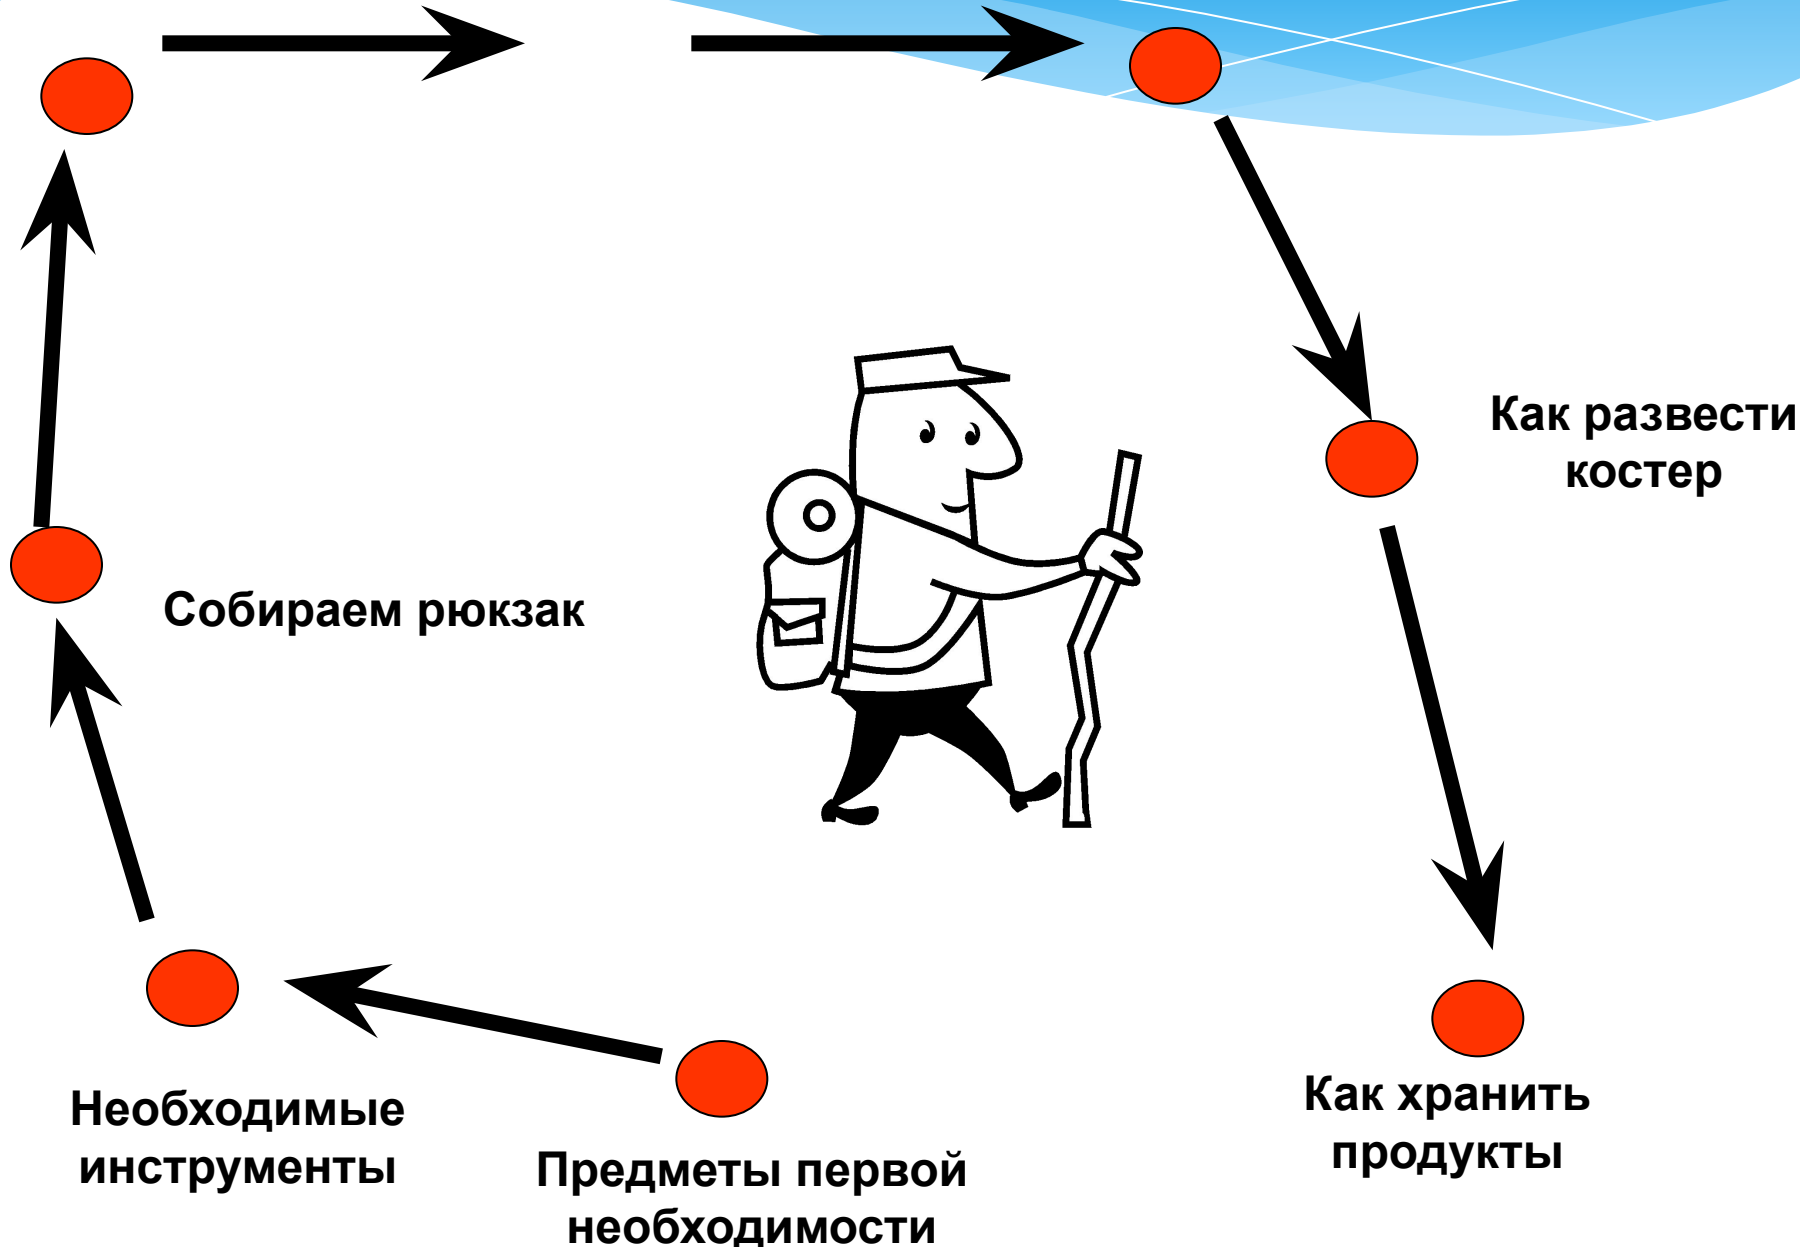 Как развести
костер
Собираем рюкзак
Необходимые
инструменты
Предметы первой
необходимости
Как хранить
продукты